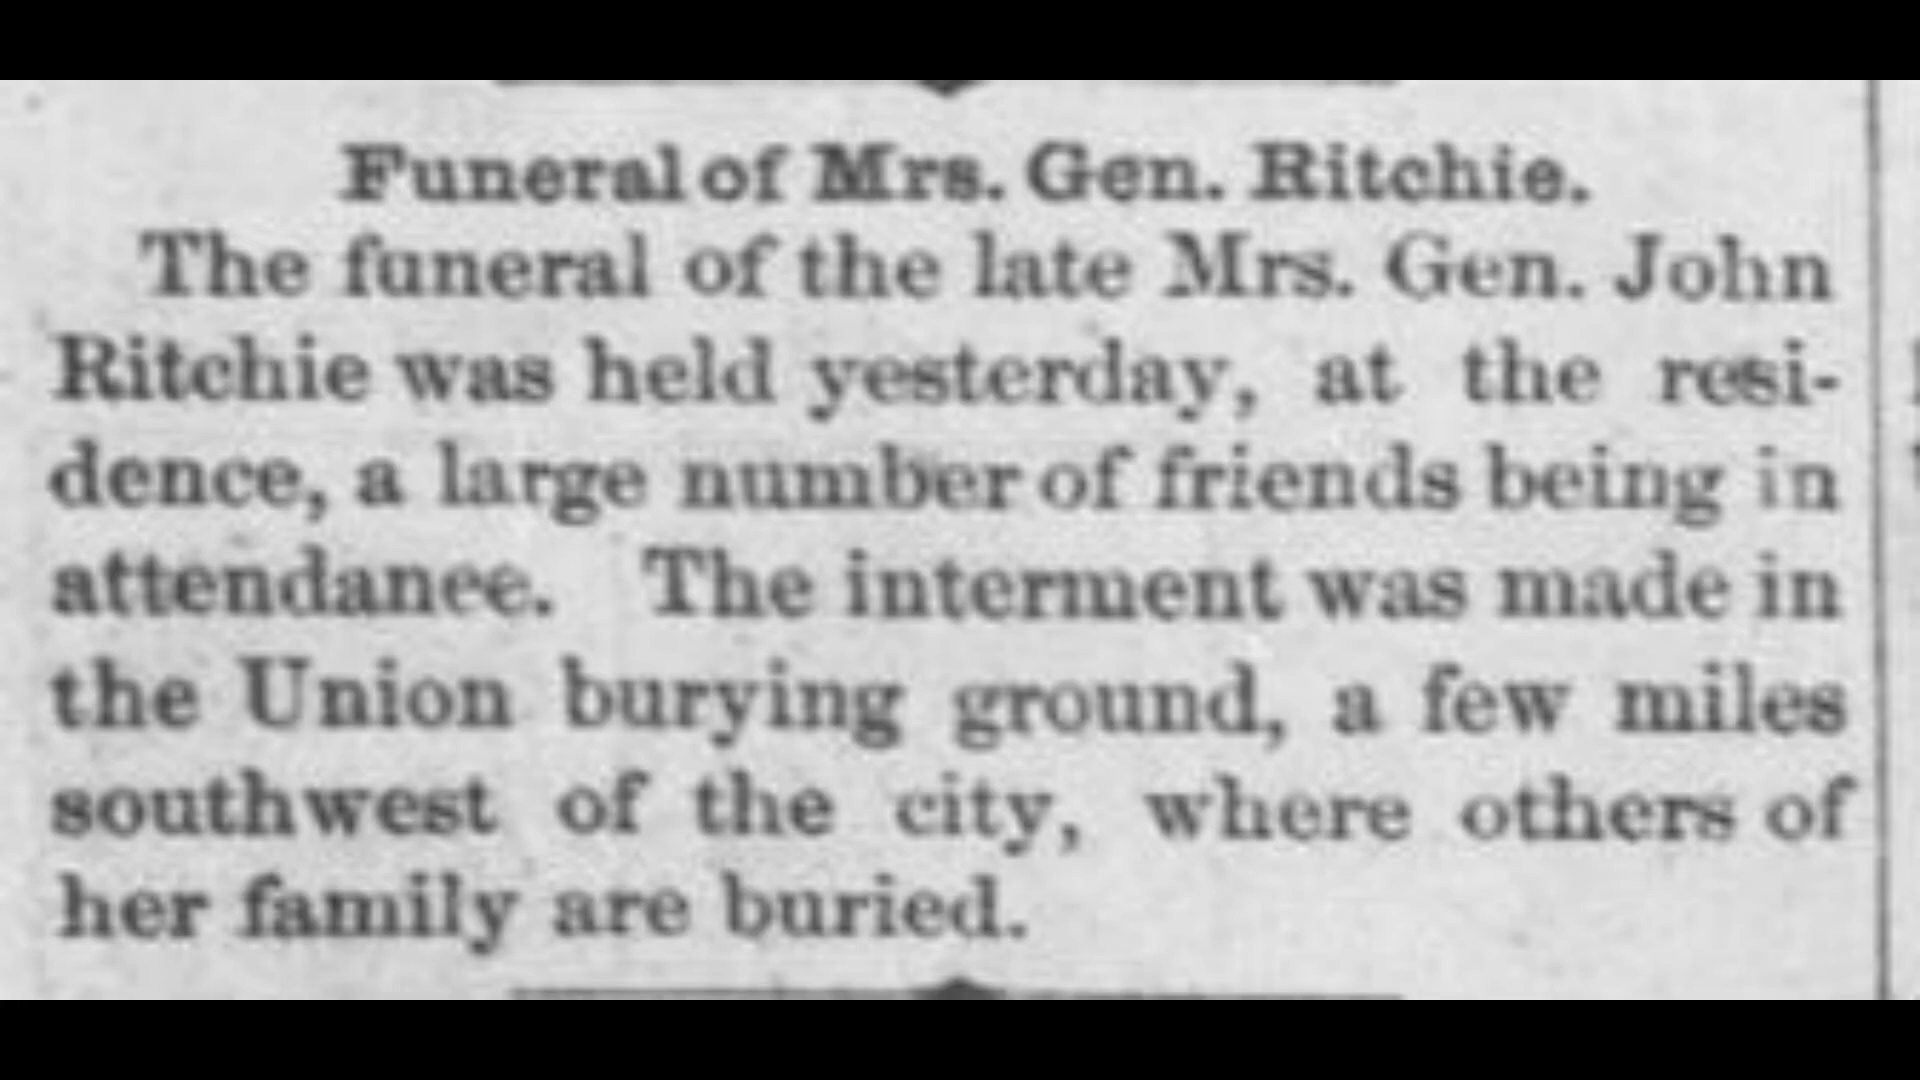 Funeral of Mrs. Gen. Ritchie.
The funeral of the late Mrs. Gen. John
Ritchie was held yesterday, at the resi-
dence, a large number of friends being in
attendance. The interment was made in
the Union burying ground, a few miles
southwest of the city, where others of
her family are buried.